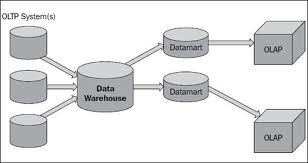 OLTP System(s)
Datamart
OLAP
Data
Warehouse
Datamart
OLAP